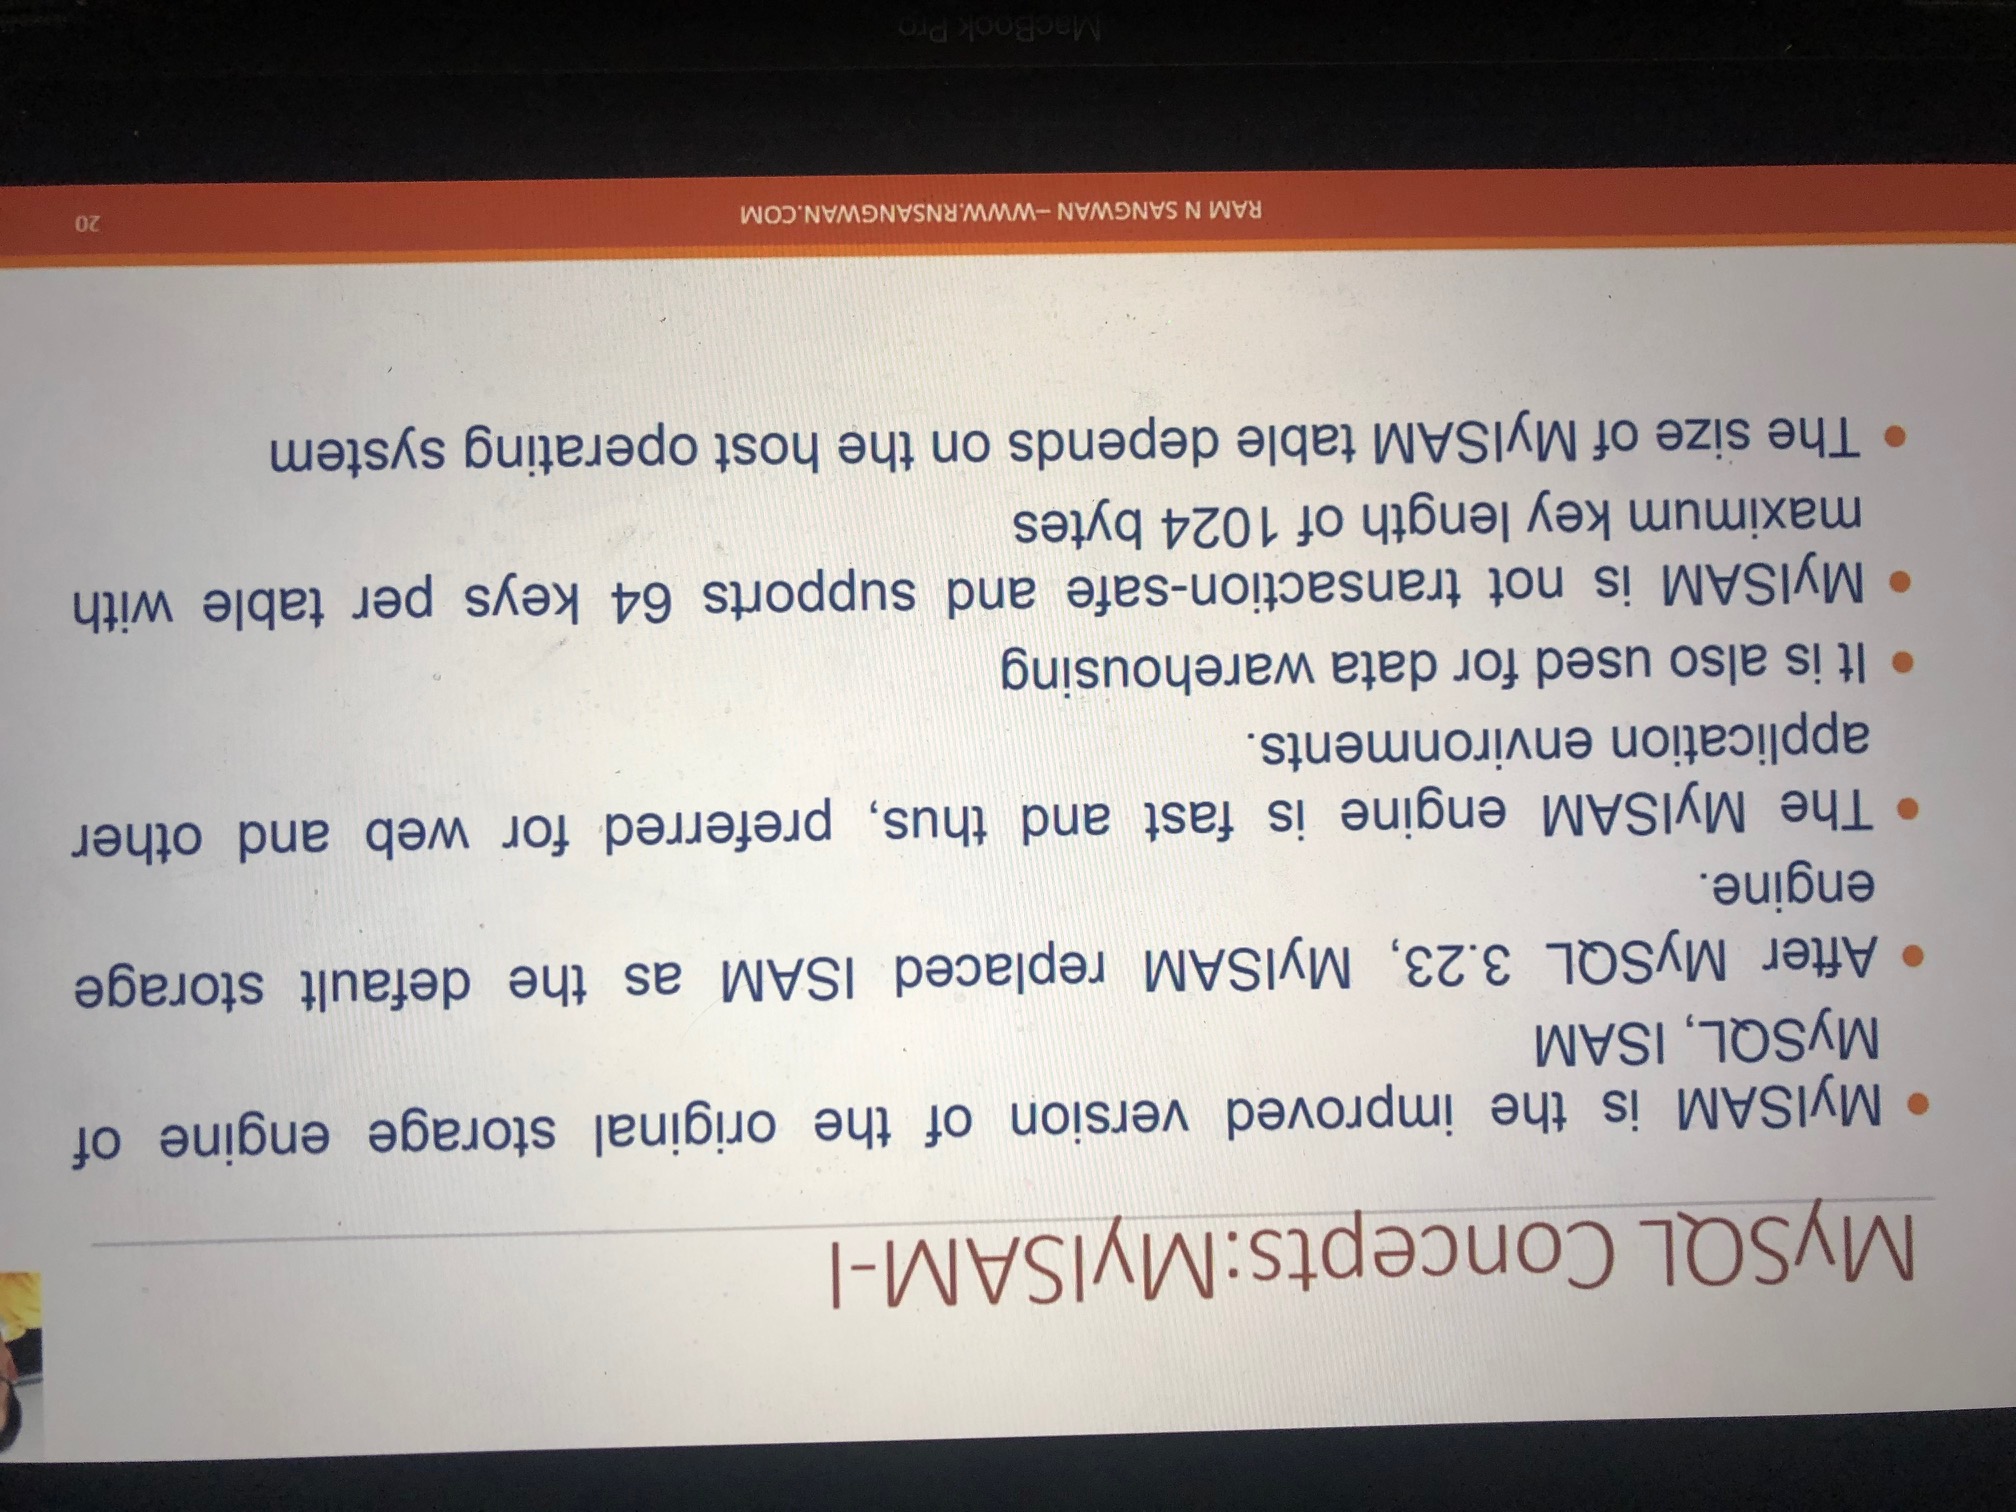 MySQL Concepts:MyISAM-I
• MyISAM is the improved version of the original storage engine of
MySQL, ISAM
• After MySQL 3.23, MyISAM replaced ISAM as the default storage
engine.
• The MyISAM engine is fast and thus, preferred for web and other
application environments.
• It is also used for data warehousing
• MyISAM is not transaction-safe and supports 64 keys per table with
maximum key length of 1024 bytes
• The size of MyISAM table depends on the host operating system
RAM N SANGWAN –WWW.RNSANGWAN.COM
20
MacBook Pro